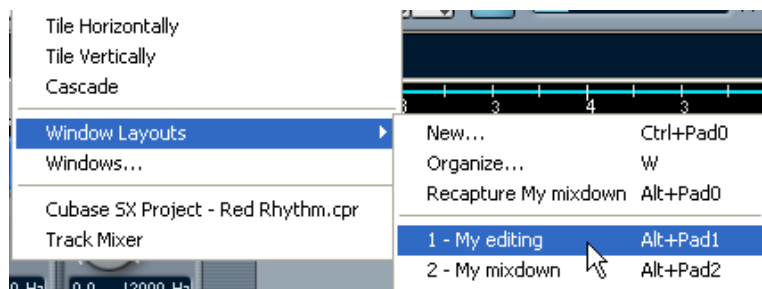 Tile Horizontally
Tile Vertically
Cascade
Window Layouts
Windows...
Cubase SX Project - Red Rhythm.cpr
Track Mixer
New... Ctrl+Pad0
Organize... W
Recapture My mixdown Alt+Pad0
1 - My editing Alt+Pad1
2 - My mixdown Alt+Pad2
3
4
3